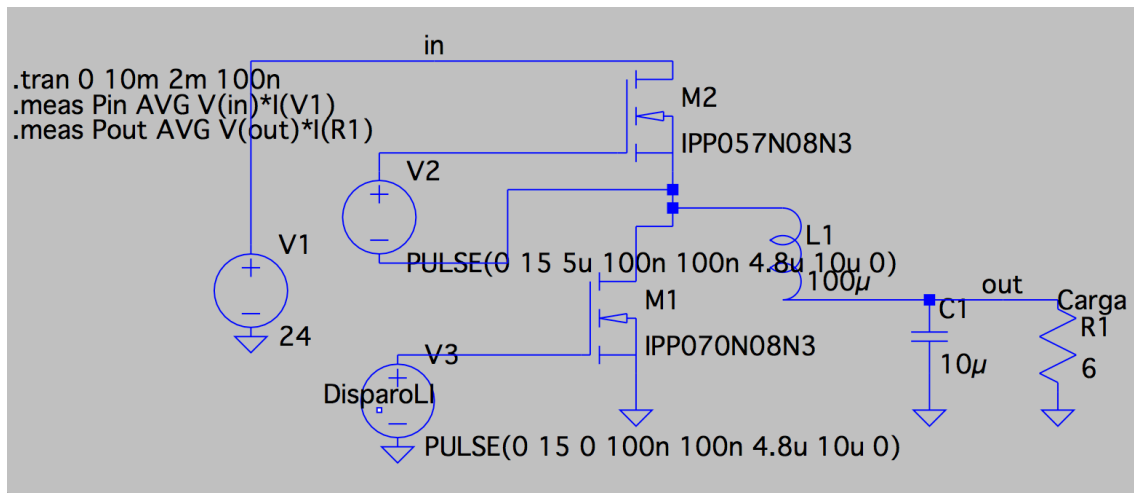 in
.tran 0 10m 2m 100n
.meas Pin AVG V(in)*I(V1)
.meas Pout AVG V(out)*I(R1)
M2
IPP057N08N3
V2
V1
L1
PULSE(0 15 5u 100n 100n 4.8u 10u 0)
100µ
out
M1
Carga
C1
R1
24
IPP070N08N3
V3
10µ
6
DisparoLI
PULSE(0 15 0 100n 100n 4.8u 10u 0)